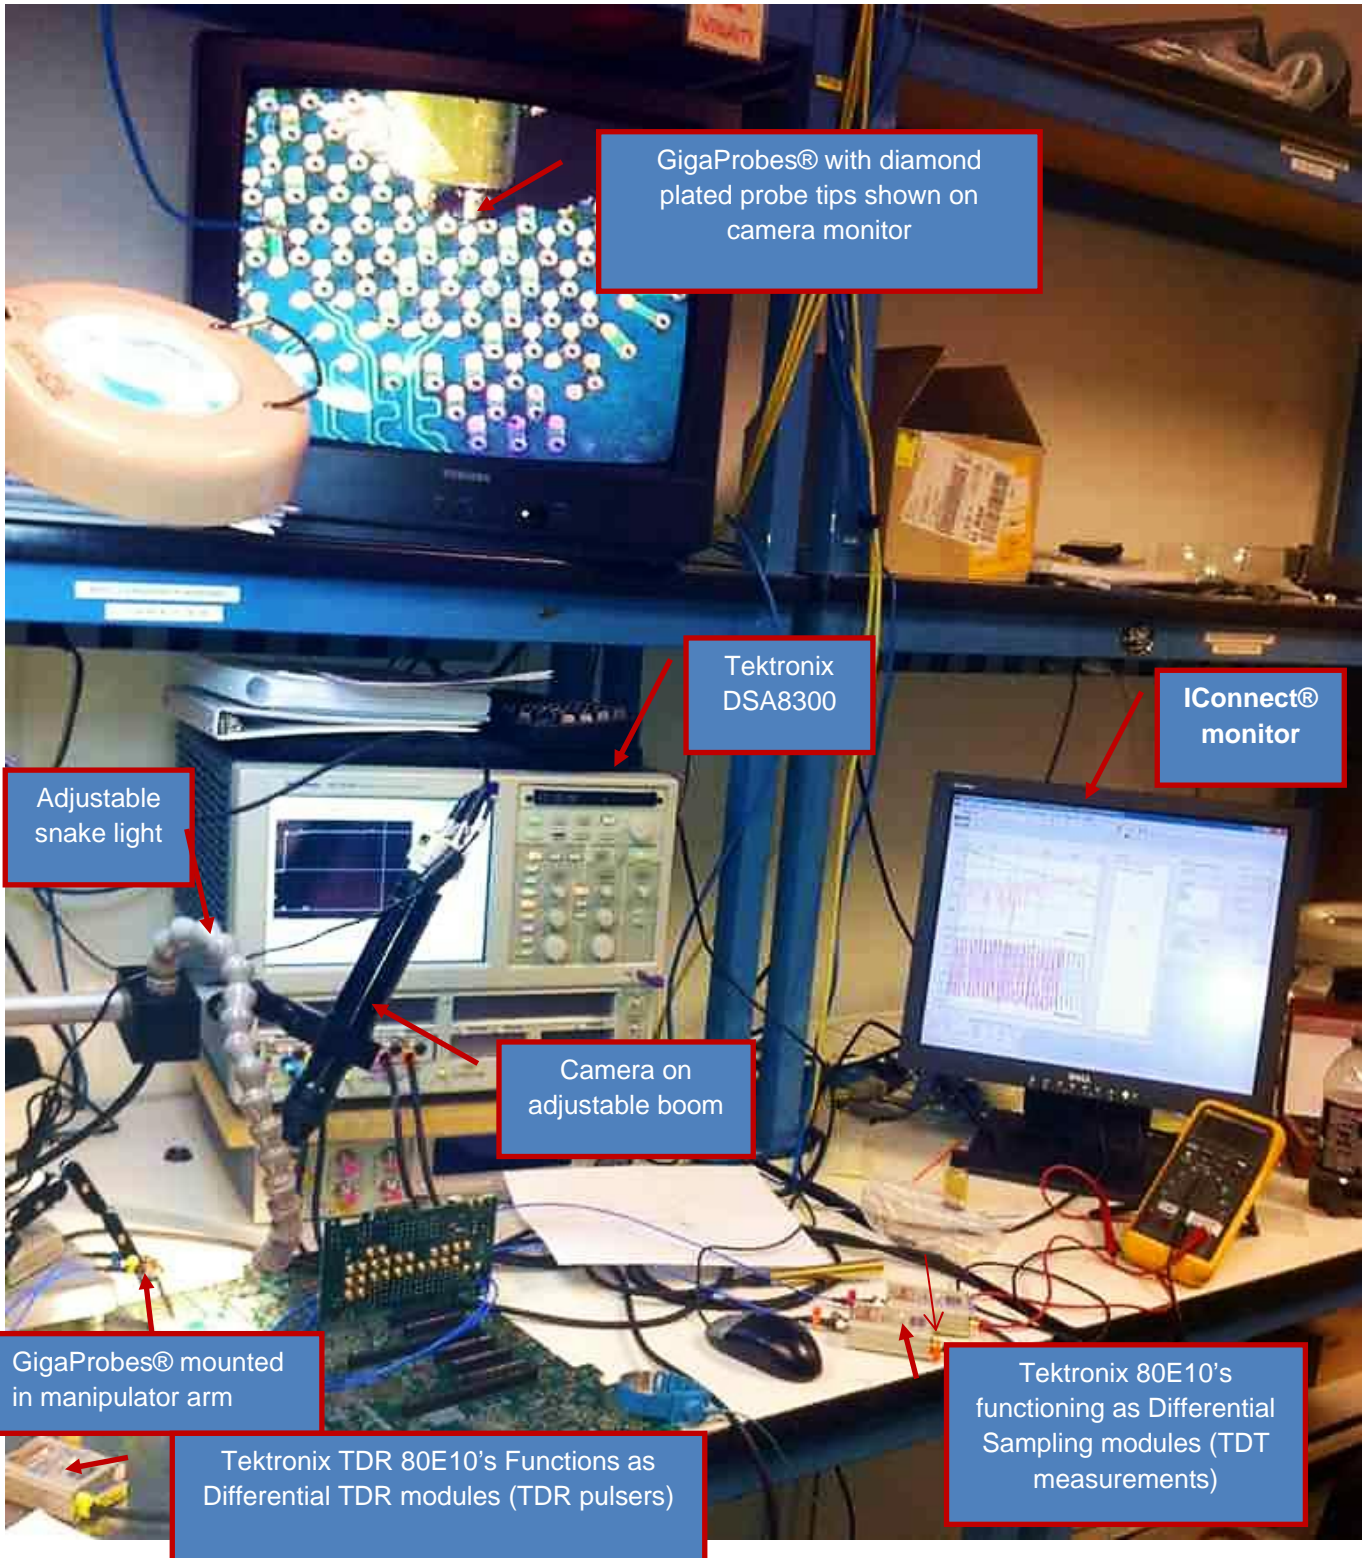 GigaProbes® with diamond
plated probe tips shown on
camera monitor
TOSHIBA
Tektronix
DSA8300
IConnect®
monitor
Adjustable
snake light
Camera on
adjustable boom
DELL
GigaProbes® mounted
in manipulator arm
Tektronix 80E10’s
functioning as Differential
Sampling modules (TDT
measurements)
Tektronix TDR 80E10’s Functions as
Differential TDR modules (TDR pulsers)